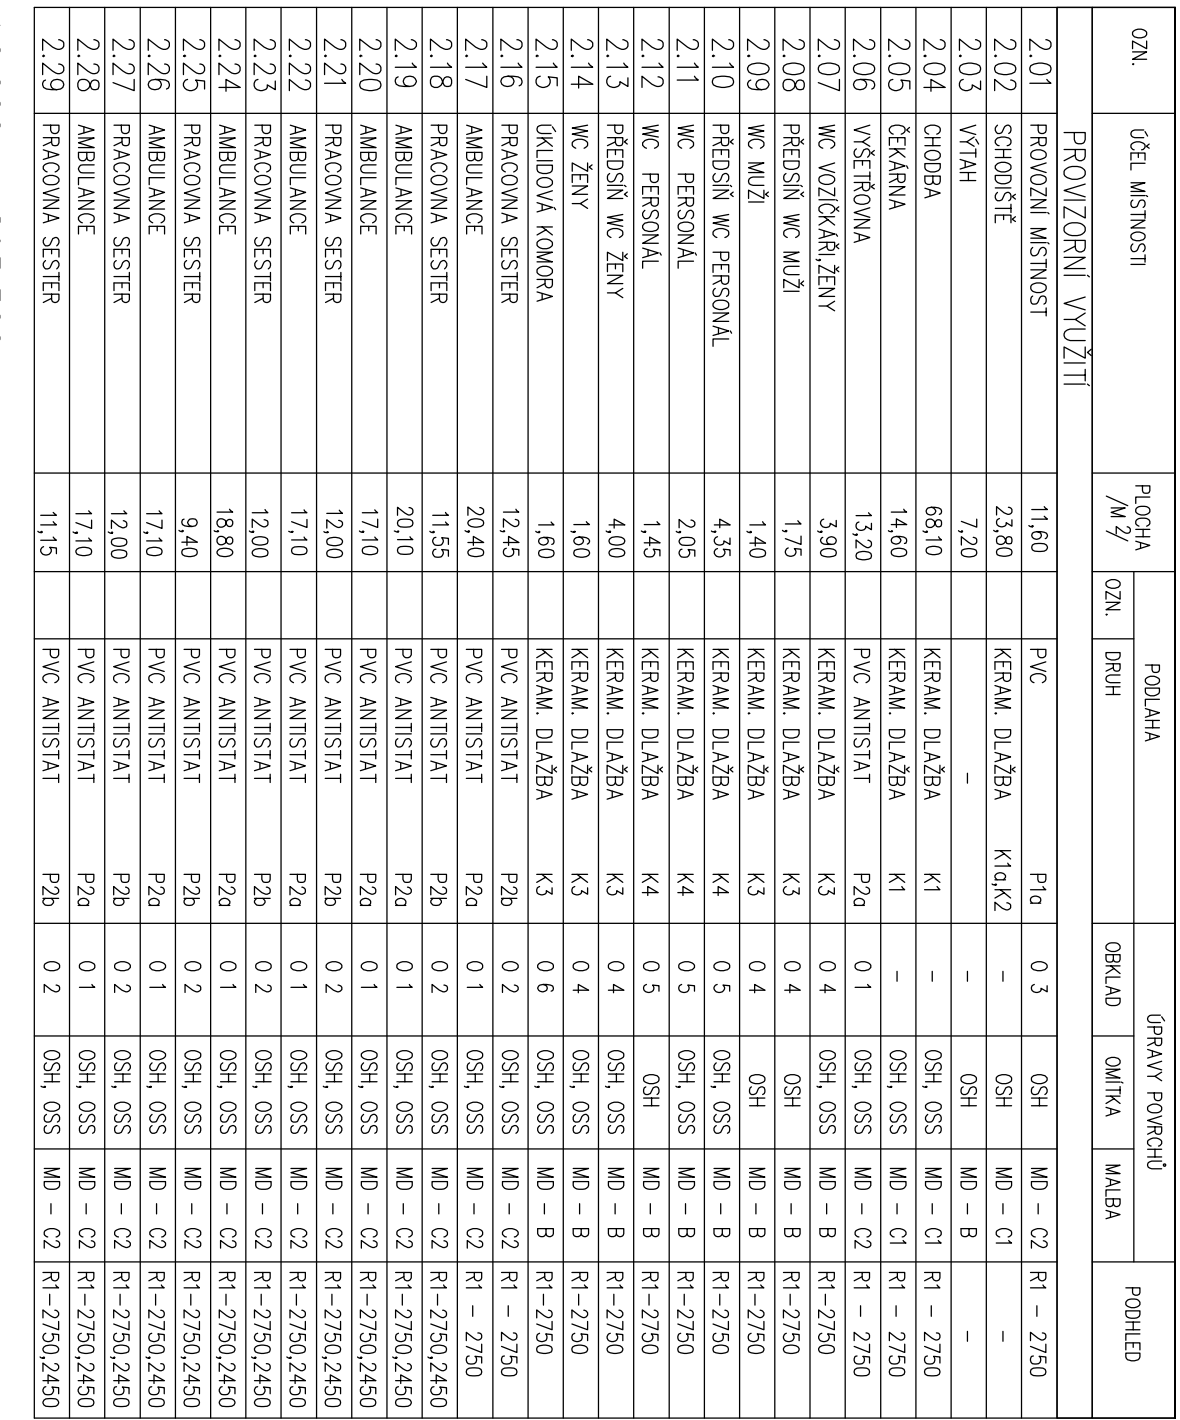 OZN. ÚČEL MÍSTNOSTI PLOCHA /M2/ PODLAHA ÚPRAVY POVRCHŮ PODHLED
OZN. DRUH OBKLAD OMÍTKA MALBA
PROVIZORNÍ VYUŽITÍ
2.01 PROVOZNÍ MÍSTNOST 11,60 PVC P1a O 3 OSH MD – C2 R1 – 2750
2.02 SCHODIŠTĚ 23,80 KERAM. DLAŽBA K1a,K2 – OSH MD – C1 –
2.03 VÝTAH 7,20 – – OSH MD – B –
2.04 CHODBA 68,10 KERAM. DLAŽBA K1 – OSH, OSS MD – C1 R1 – 2750
2.05 ČEKÁRNA 14,60 KERAM. DLAŽBA K1 – OSH, OSS MD – C1 R1 – 2750
2.06 VYŠETŘOVNA 13,20 PVC ANTISTAT P2a O 1 OSH, OSS MD – C2 R1 – 2750
2.07 WC VOZÍČKÁŘI,ŽENY 3,90 KERAM. DLAŽBA K3 O 4 OSH, OSS MD – B R1–2750
2.08 PŘEDSÍŇ WC MUŽI 1,75 KERAM. DLAŽBA K3 O 4 OSH MD – B R1–2750
2.09 WC MUŽI 1,40 KERAM. DLAŽBA K3 O 4 OSH MD – B R1–2750
2.10 PŘEDSÍŇ WC PERSONÁL 4,35 KERAM. DLAŽBA K4 O 5 OSH, OSS MD – B R1–2750
2.11 WC PERSONÁL 2,05 KERAM. DLAŽBA K4 O 5 OSH, OSS MD – B R1–2750
2.12 WC PERSONÁL 1,45 KERAM. DLAŽBA K4 O 5 OSH MD – B R1–2750
2.13 PŘEDSÍŇ WC ŽENY 4,00 KERAM. DLAŽBA K3 O 4 OSH, OSS MD – B R1–2750
2.14 WC ŽENY 1,60 KERAM. DLAŽBA K3 O 4 OSH, OSS MD – B R1–2750
2.15 ÚKLIDOVÁ KOMORA 1,60 KERAM. DLAŽBA K3 O 6 OSH, OSS MD – B R1–2750
2.16 PRACOVNA SESTER 12,45 PVC ANTISTAT P2b O 2 OSH, OSS MD – C2 R1 – 2750
2.17 AMBULANCE 20,40 PVC ANTISTAT P2a O 1 OSH, OSS MD – C2 R1 – 2750
2.18 PRACOVNA SESTER 11,55 PVC ANTISTAT P2b O 2 OSH, OSS MD – C2 R1–2750,2450
2.19 AMBULANCE 20,10 PVC ANTISTAT P2a O 1 OSH, OSS MD – C2 R1–2750,2450
2.20 AMBULANCE 17,10 PVC ANTISTAT P2a O 1 OSH, OSS MD – C2 R1–2750,2450
2.21 PRACOVNA SESTER 12,00 PVC ANTISTAT P2b O 2 OSH, OSS MD – C2 R1–2750,2450
2.22 AMBULANCE 17,10 PVC ANTISTAT P2a O 1 OSH, OSS MD – C2 R1–2750,2450
2.23 PRACOVNA SESTER 12,00 PVC ANTISTAT P2b O 2 OSH, OSS MD – C2 R1–2750,2450
2.24 AMBULANCE 18,80 PVC ANTISTAT P2a O 1 OSH, OSS MD – C2 R1–2750,2450
2.25 PRACOVNA SESTER 9,40 PVC ANTISTAT P2b O 2 OSH, OSS MD – C2 R1–2750,2450
2.26 AMBULANCE 17,10 PVC ANTISTAT P2a O 1 OSH, OSS MD – C2 R1–2750,2450
2.27 PRACOVNA SESTER 12,00 PVC ANTISTAT P2b O 2 OSH, OSS MD – C2 R1–2750,2450
2.28 AMBULANCE 17,10 PVC ANTISTAT P2a O 1 OSH, OSS MD – C2 R1–2750,2450
2.29 PRACOVNA SESTER 11,15 PVC ANTISTAT P2b O 2 OSH, OSS MD – C2 R1–2750,2450